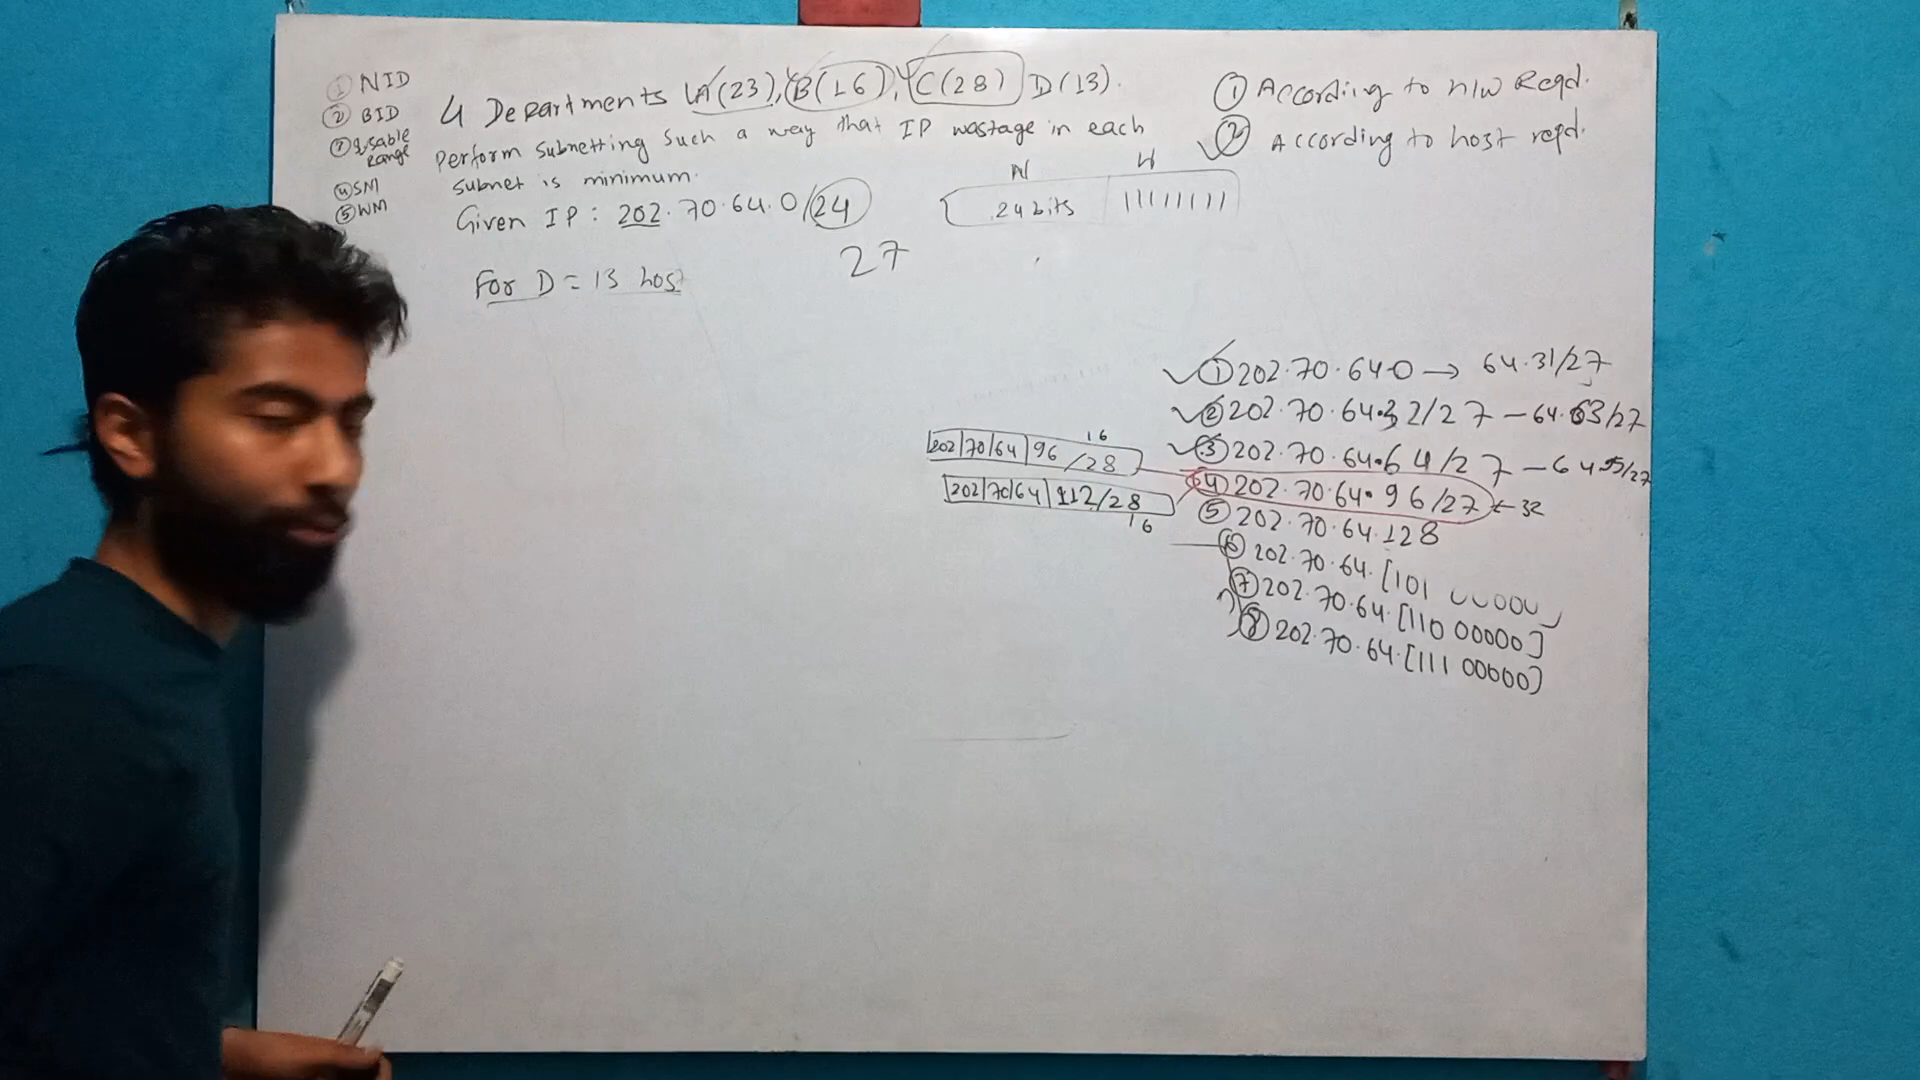 ① NID
② BID
③ Usable Range
④ SM
⑤ WM
4 Departments A(23), B(16), C(28) D(13).
Perform subnetting such a way that IP wastage in each
subnet is minimum.
Given IP : 202.70.64.0/24
27
For D = 13 host
① According to n/w Reqd.
② According to host reqd.
N H
24 bits 11111111
① 202.70.64.0 → 64.31/27
② 202.70.64.32/27 – 64.63/27
③ 202.70.64.64/27 – 64.95/27
④ 202.70.64.96/27 ← 32
⑤ 202.70.64.128
⑥ 202.70.64.[101 00000]
⑦ 202.70.64.[110 00000]
⑧ 202.70.64.[111 00000]
202|70|64|96/28 16
202|70|64|112/28
16